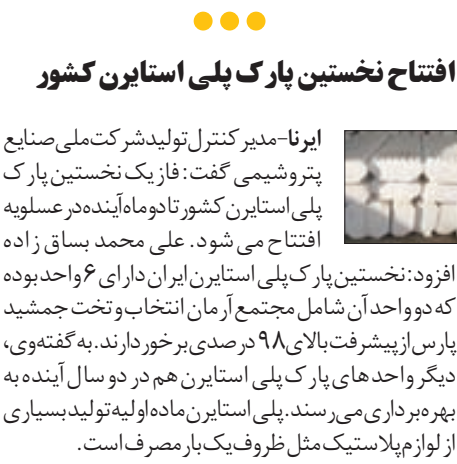 افتتاح نخستین پارک پلی استایرن کشور
ایرنا-مدیر کنترل تولید شرکت ملی صنایع
پتروشیمی گفت: فاز یک نخستین پارک
پلی استایرن کشور تا دو ماه آینده در عسلویه
افتتاح می شود. علی محمد بساق زاده
افزود: نخستین پارک پلی استایرن ایران دارای ۶ واحد بوده
که دو واحد آن شامل مجتمع آرمان انتخاب و تخت جمشید
پارس از پیشرفت بالای ۹۸ درصدی برخوردارند. به گفته وی،
دیگر واحدهای پارک پلی استایرن هم در دو سال آینده به
بهره برداری می رسند. پلی استایرن ماده اولیه تولید بسیاری
از لوازم پلاستیک مثل ظروف یک بار مصرف است.